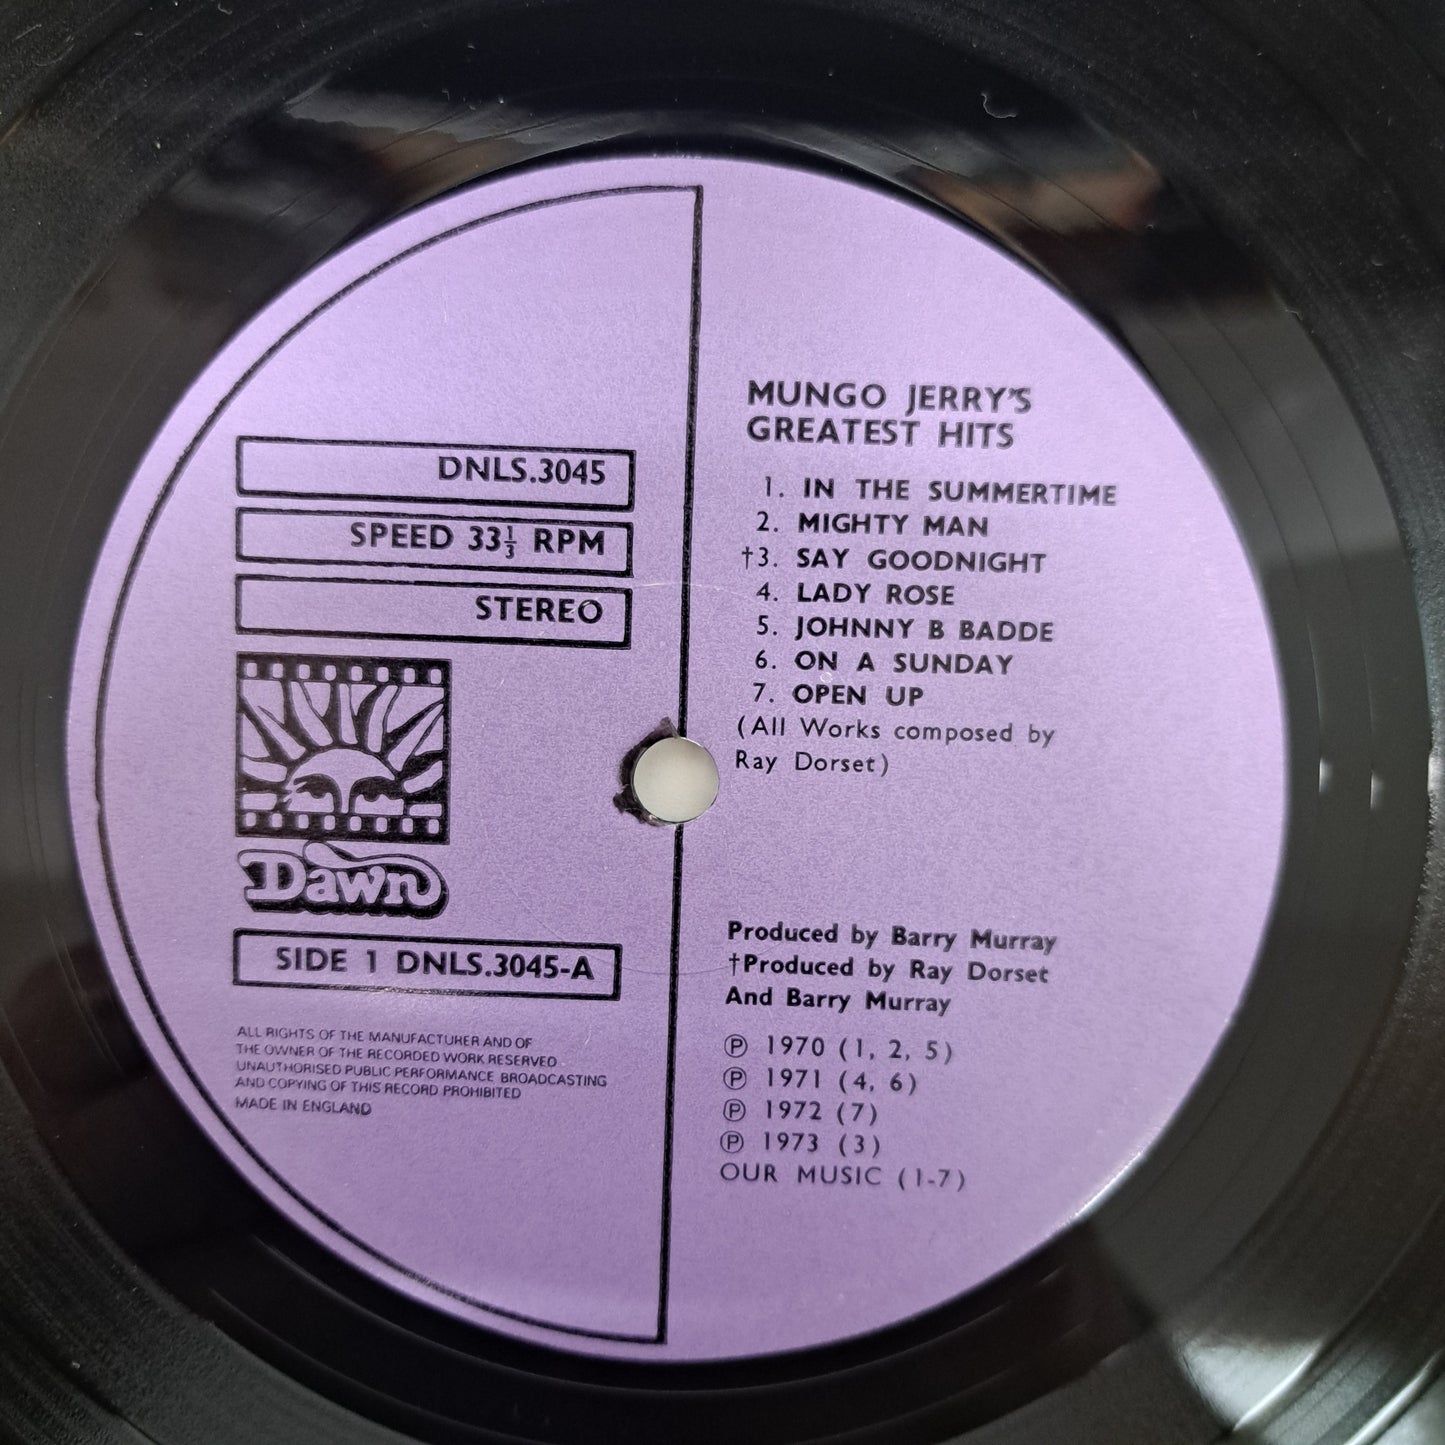 DNLS.3045
SPEED 33⅓ RPM
STEREO
Dawn
SIDE 1 DNLS.3045-A
ALL RIGHTS OF THE MANUFACTURER AND OF
THE OWNER OF THE RECORDED WORK RESERVED
UNAUTHORISED PUBLIC PERFORMANCE BROADCASTING
AND COPYING OF THIS RECORD PROHIBITED
MADE IN ENGLAND
MUNGO JERRY'S
GREATEST HITS
1. IN THE SUMMERTIME
2. MIGHTY MAN
†3. SAY GOODNIGHT
4. LADY ROSE
5. JOHNNY B BADDE
6. ON A SUNDAY
7. OPEN UP
(All Works composed by
Ray Dorset)
Produced by Barry Murray
†Produced by Ray Dorset
And Barry Murray
℗ 1970 (1, 2, 5)
℗ 1971 (4, 6)
℗ 1972 (7)
℗ 1973 (3)
OUR MUSIC (1-7)